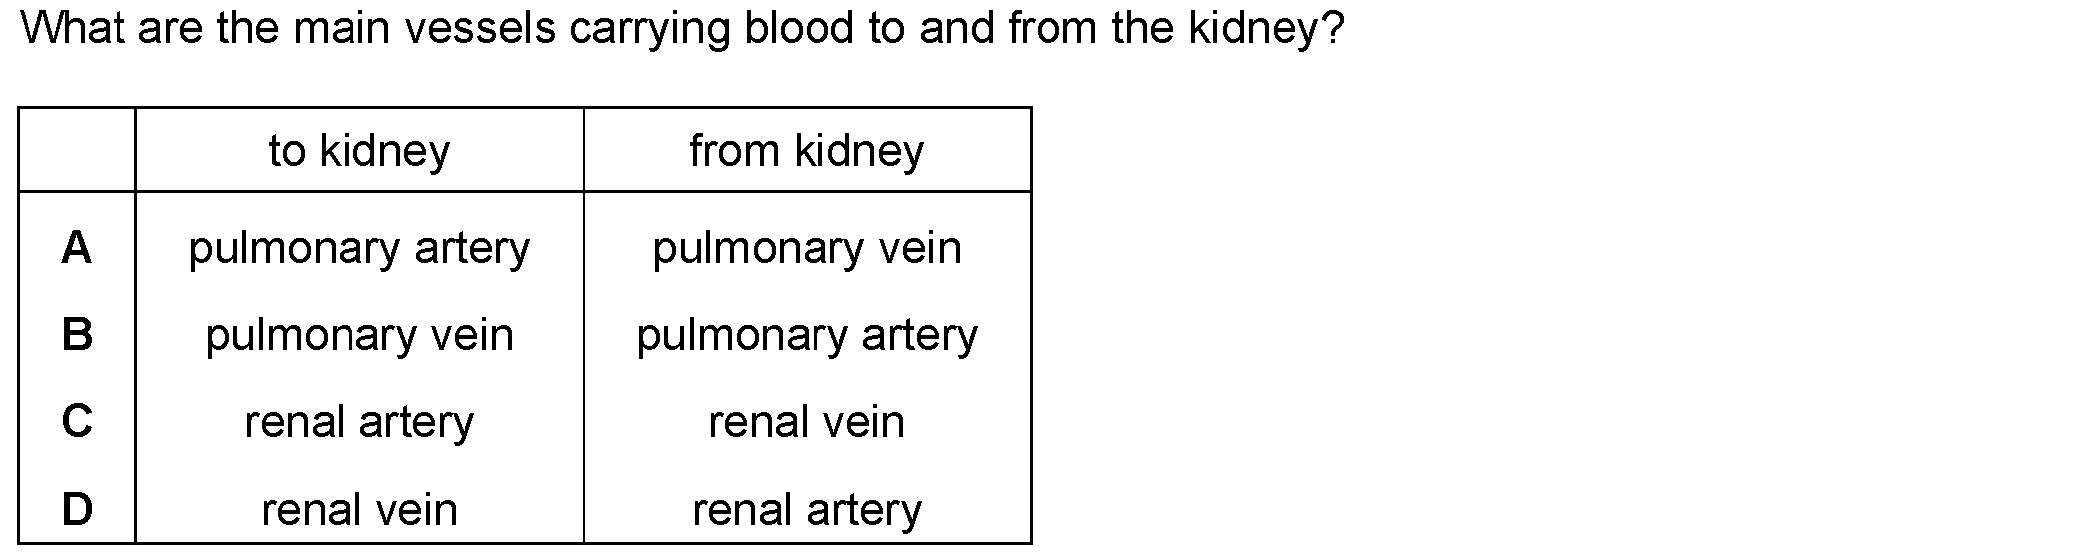 What are the main vessels carrying blood to and from the kidney?
to kidney from kidney
A pulmonary artery pulmonary vein
B pulmonary vein pulmonary artery
C renal artery renal vein
D renal vein renal artery